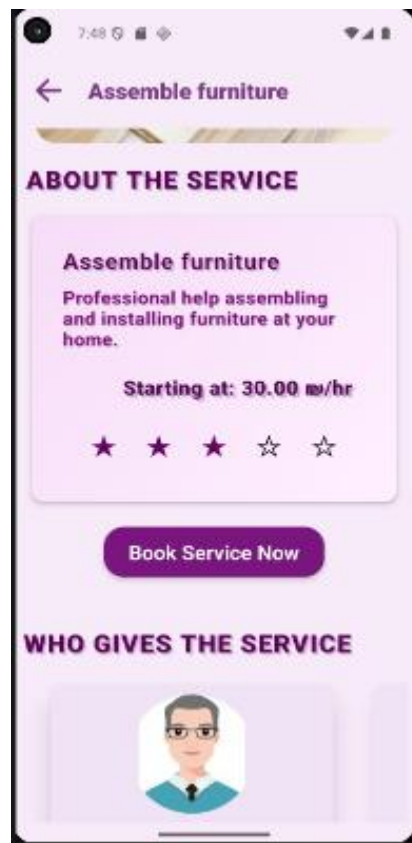 7:48
Assemble furniture
ABOUT THE SERVICE
Assemble furniture
Professional help assembling
and installing furniture at your
home.
Starting at: 30.00 ₪/hr
Book Service Now
WHO GIVES THE SERVICE